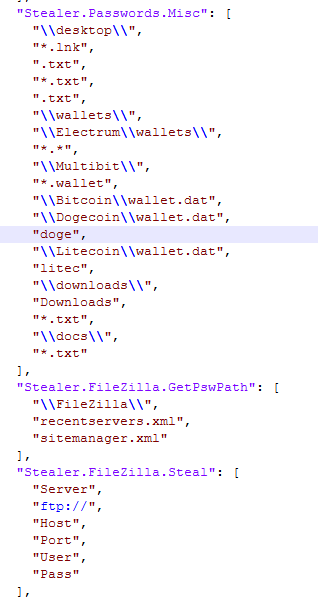 "Stealer.Passwords.Misc": [
"\\desktop\\",
"*.lnk",
".txt",
"*.txt",
".txt",
"\\wallets\\",
"\\Electrum\\wallets\\",
"*.*",
"\\Multibit\\",
"*.wallet",
"\\Bitcoin\\wallet.dat",
"\\Dogecoin\\wallet.dat",
"doge",
"\\Litecoin\\wallet.dat",
"litec",
"\\downloads\\",
"Downloads",
"*.txt",
"\\docs\\",
"*.txt"
],
"Stealer.FileZilla.GetPswPath": [
"\\FileZilla\\",
"recentservers.xml",
"sitemanager.xml"
],
"Stealer.FileZilla.Steal": [
"Server",
"ftp://",
"Host",
"Port",
"User",
"Pass"
],